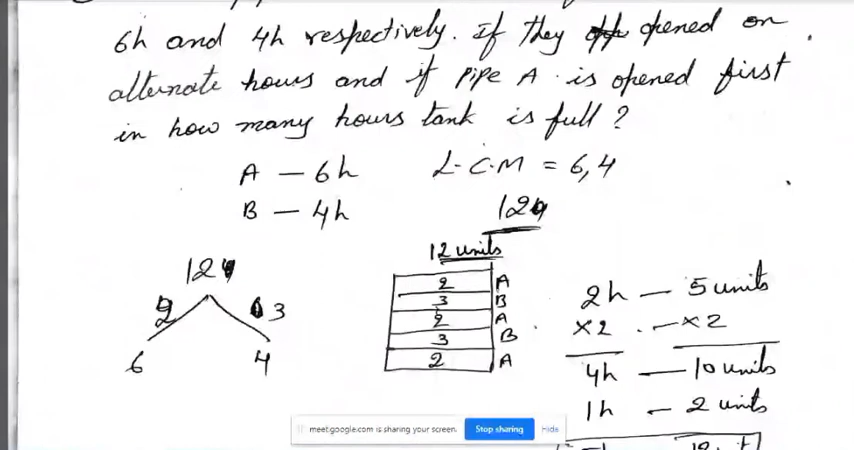 6h and 4h respectively. If they opened on
alternate hours and if pipe A is opened first
in how many hours tank is full?
A — 6h L.C.M = 6,4
B — 4h 12
12 units
12
2 3
6 4
2 A
3 B
2 A
3 B
2 A
2h — 5 units
×2 — ×2
4h — 10 units
1h — 2 units
meet.google.com is sharing your screen. Stop sharing Hide